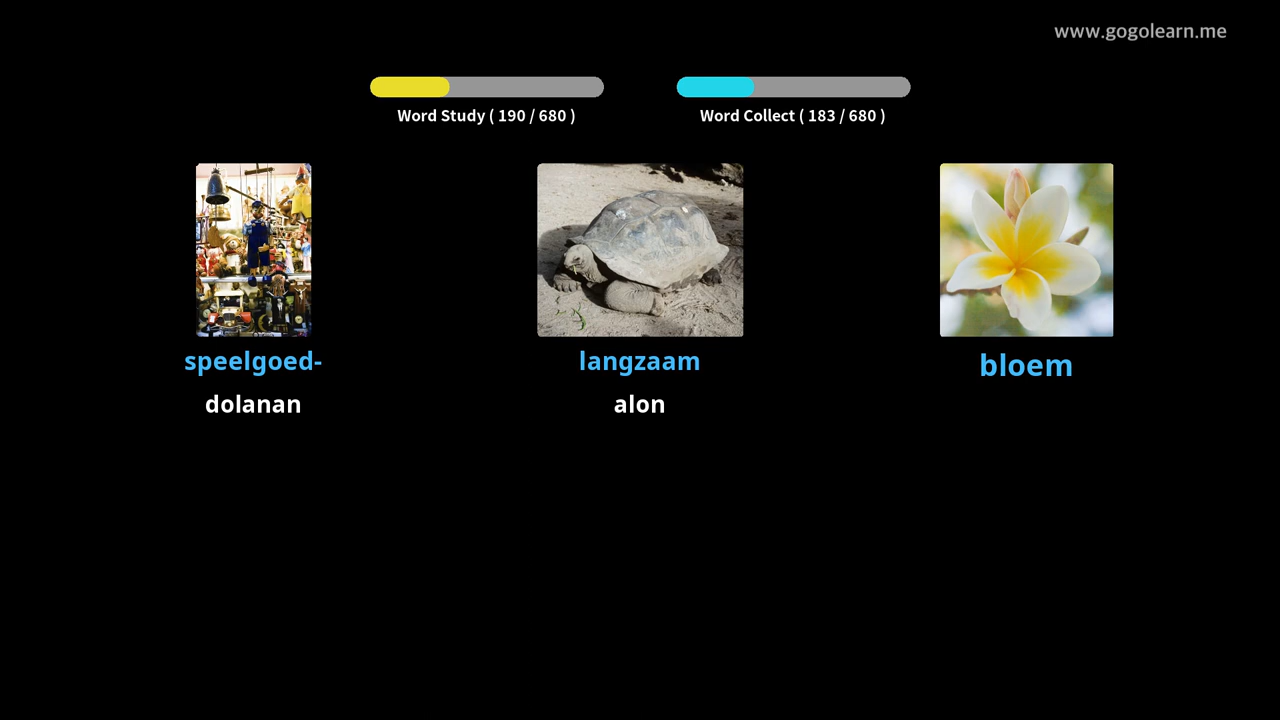 www.gogolearn.me
Word Study ( 190 / 680 )
Word Collect ( 183 / 680 )
speelgoed-
dolanan
langzaam
alon
bloem